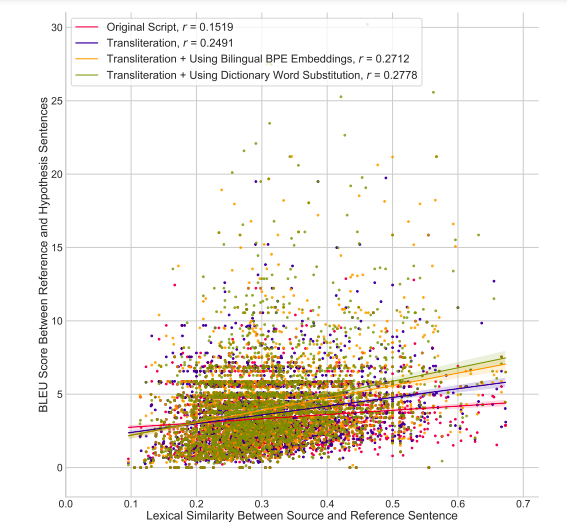 30
25
20
15
10
5
0
BLEU Score Between Reference and Hypothesis Sentences
Original Script, r = 0.1519
Transliteration, r = 0.2491
Transliteration + Using Bilingual BPE Embeddings, r = 0.2712
Transliteration + Using Dictionary Word Substitution, r = 0.2778
0.0 0.1 0.2 0.3 0.4 0.5 0.6 0.7
Lexical Similarity Between Source and Reference Sentence